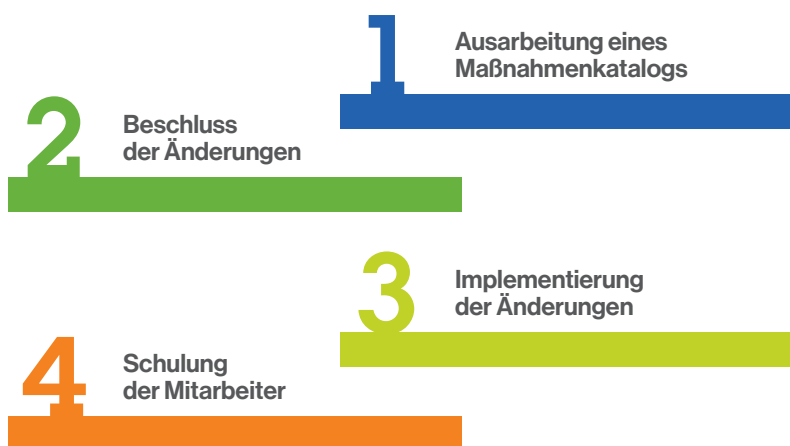 1
Ausarbeitung eines
Maßnahmenkatalogs
2
Beschluss
der Änderungen
3
Implementierung
der Änderungen
4
Schulung
der Mitarbeiter